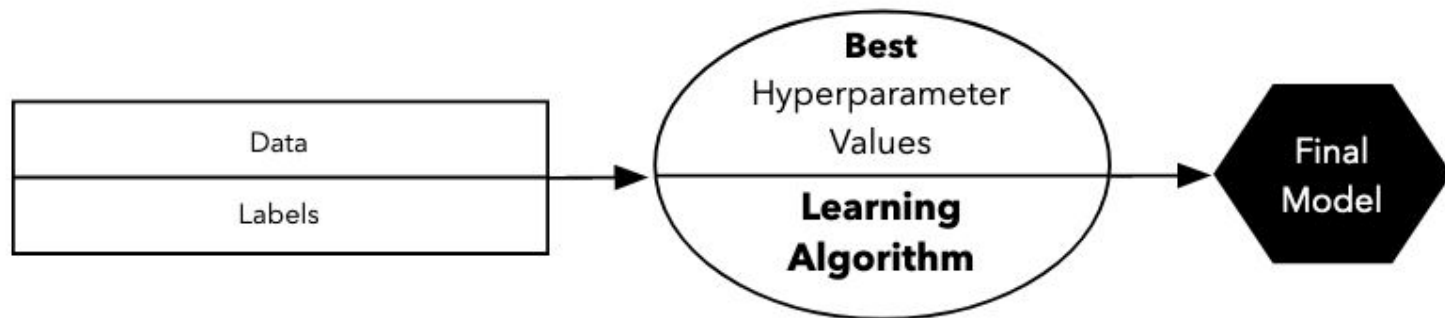 Data
Labels
Best
Hyperparameter
Values
Learning
Algorithm
Final
Model